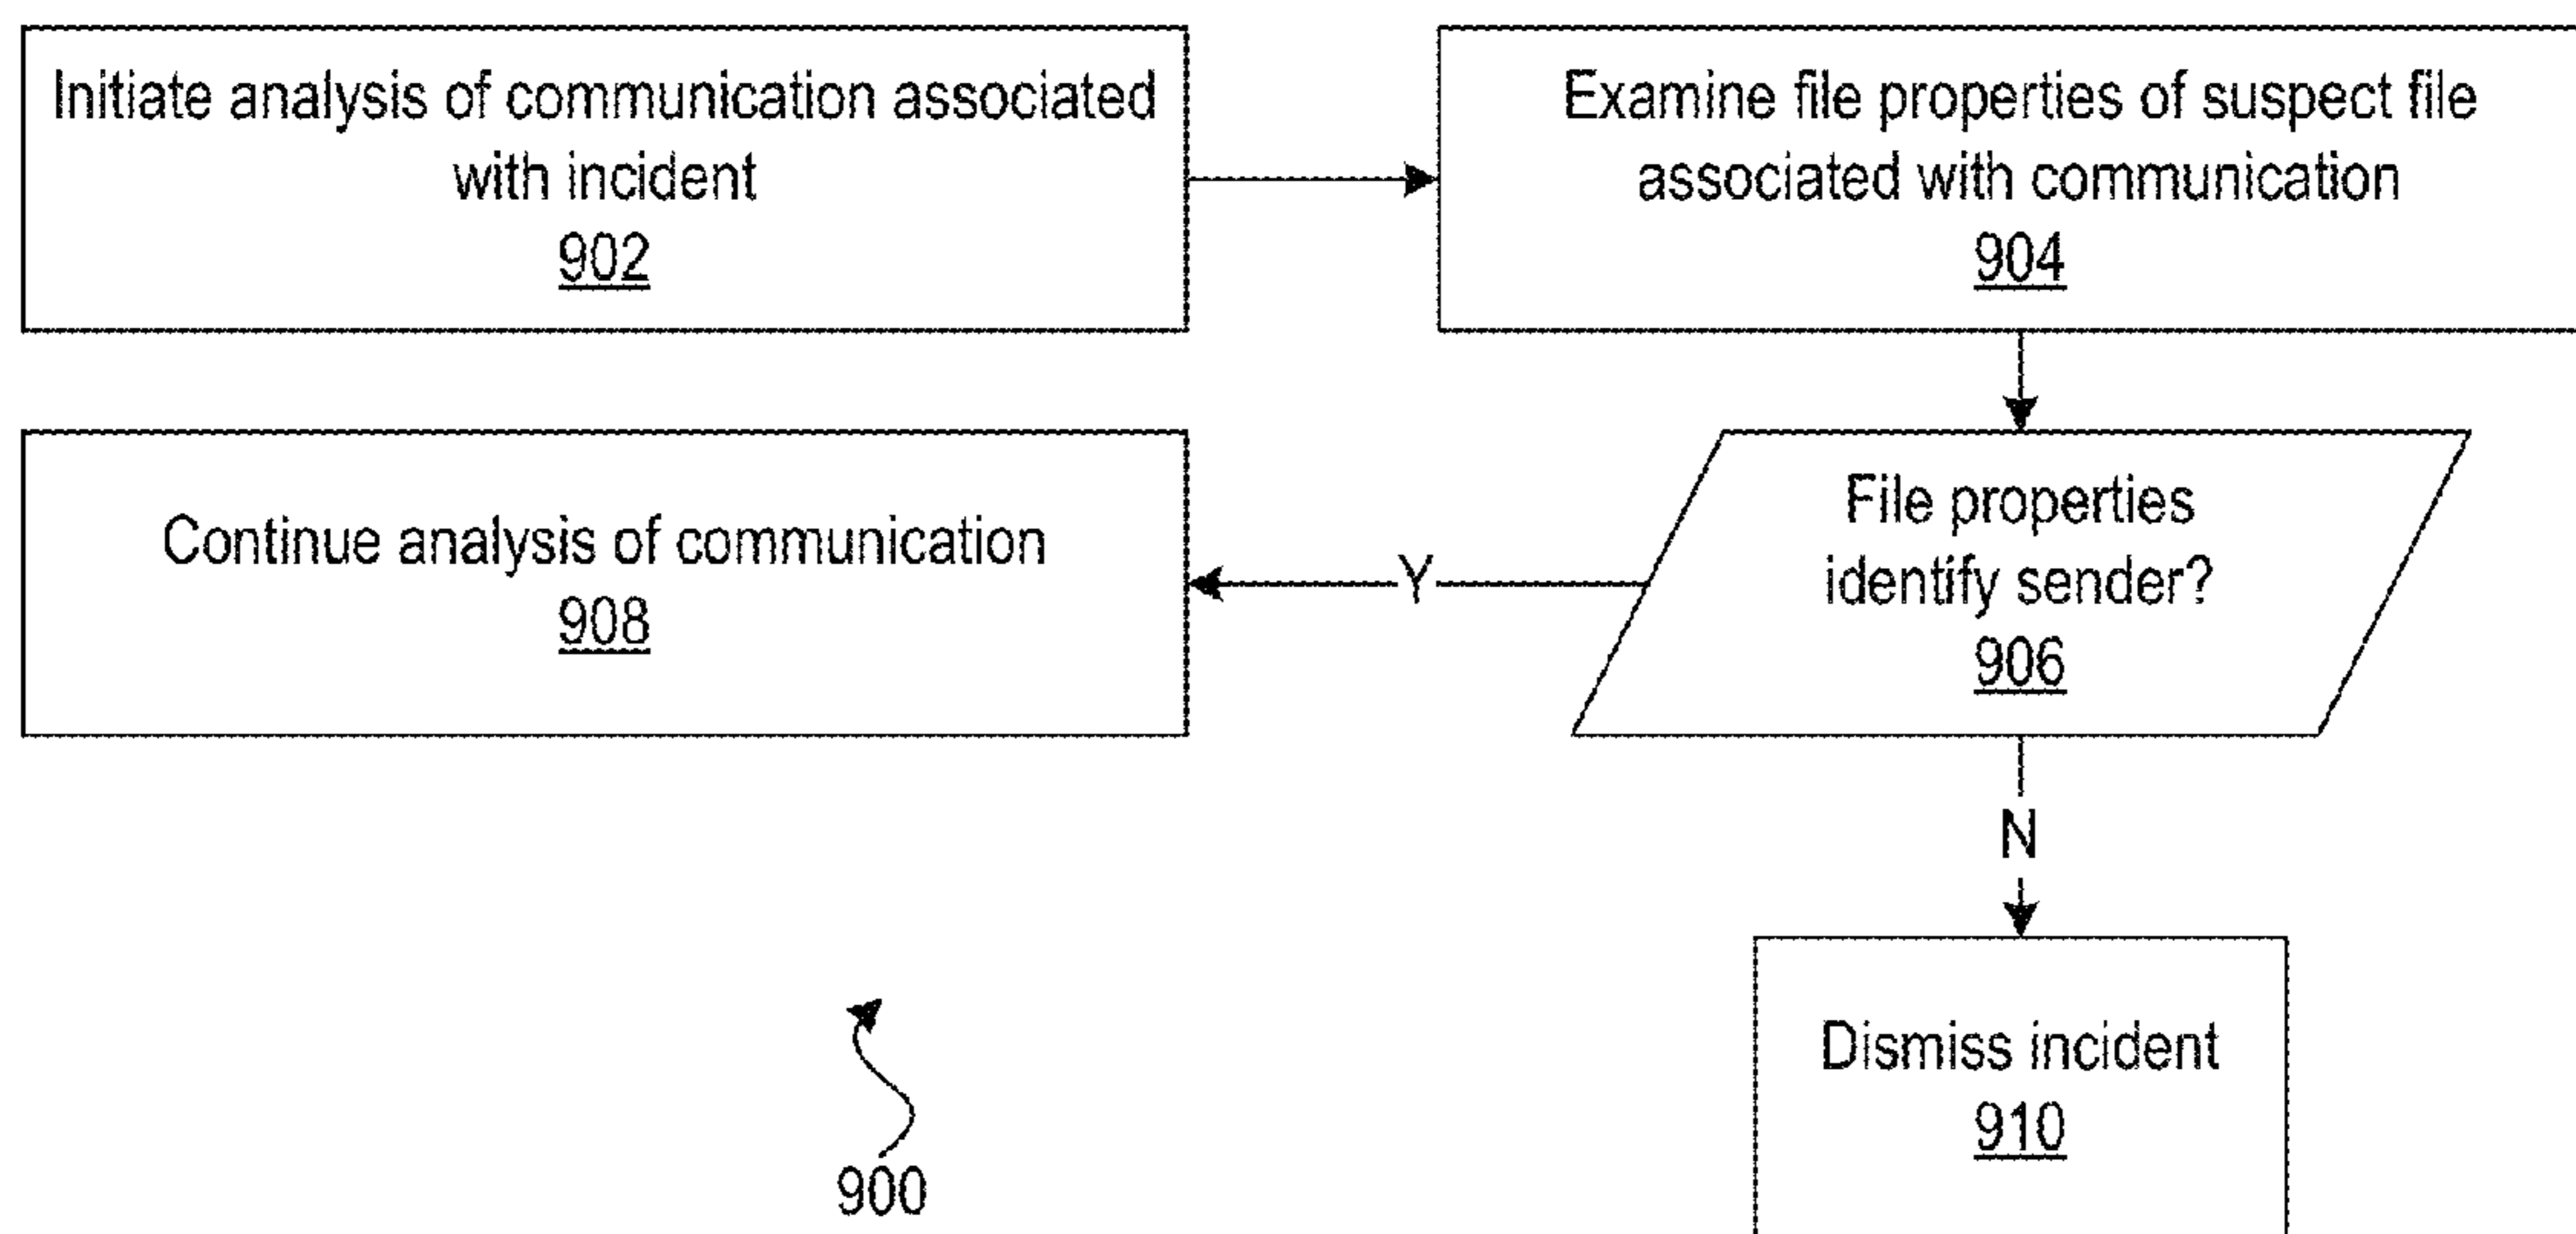 Initiate analysis of communication associated
with incident
902
Examine file properties of suspect file
associated with communication
904
File properties
identify sender?
906
Y
Continue analysis of communication
908
N
Dismiss incident
910
900